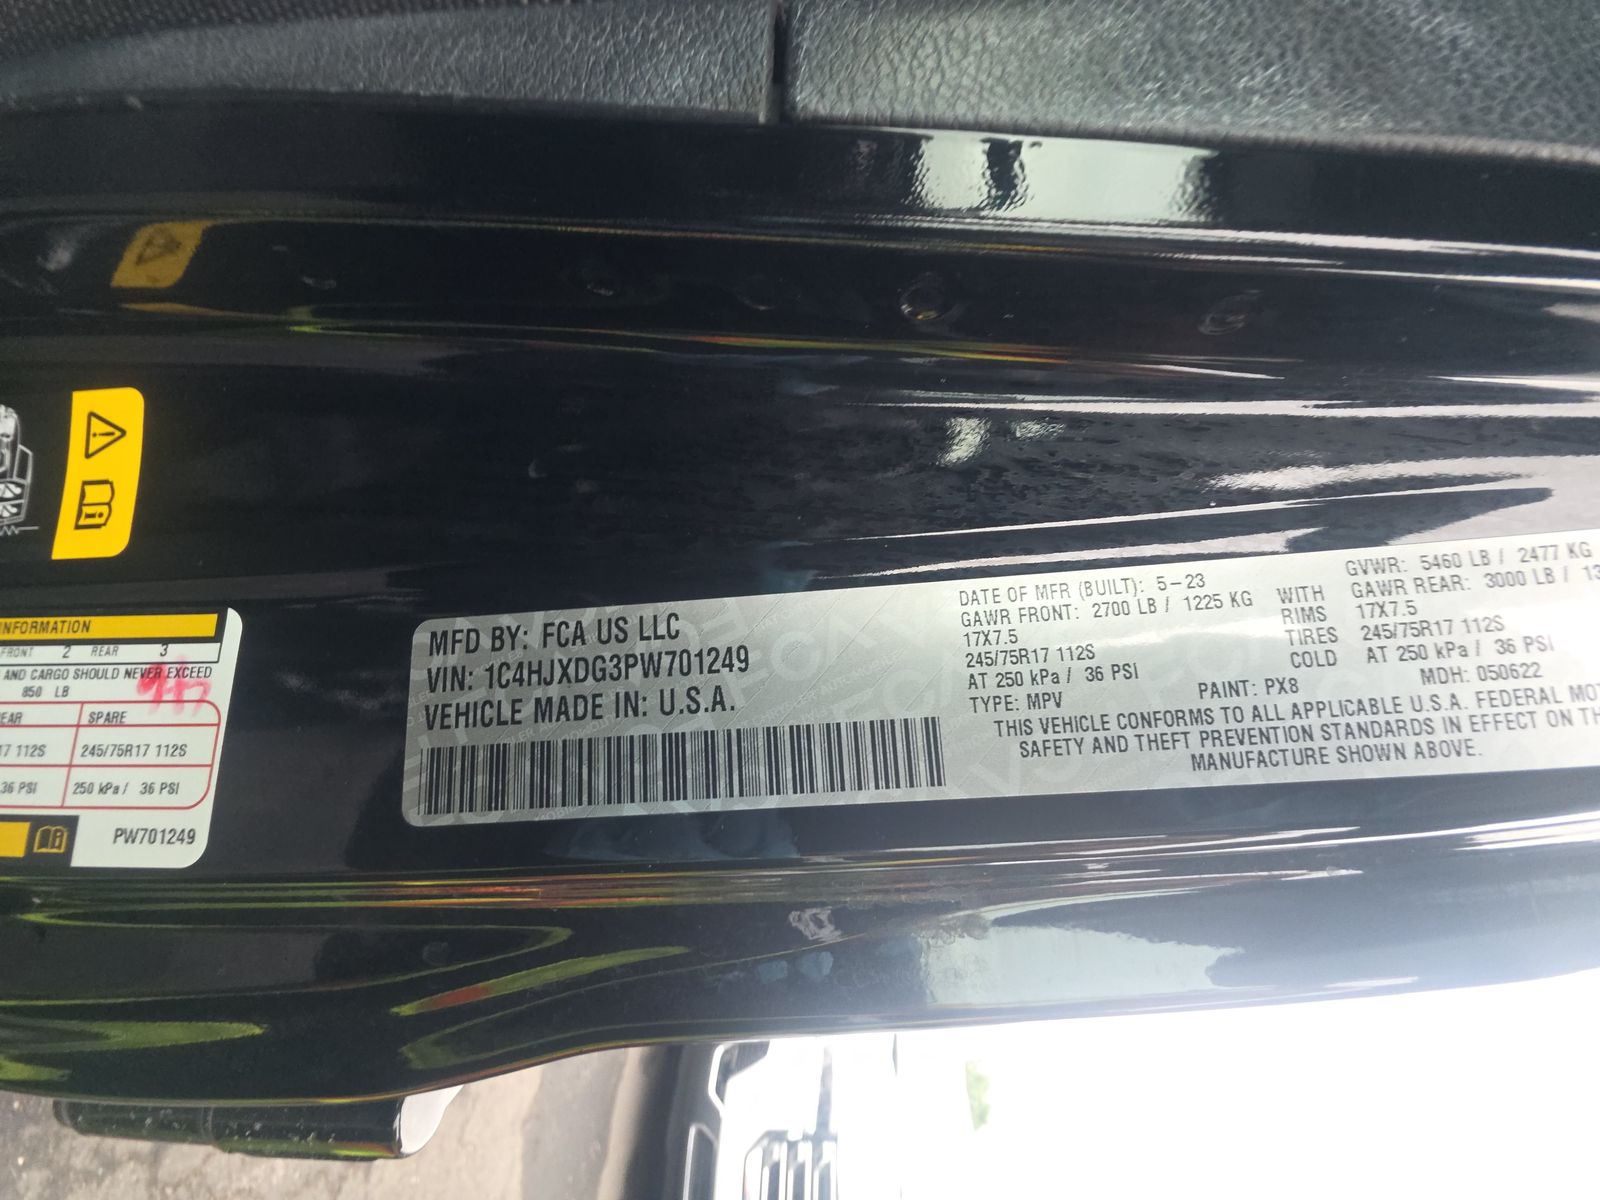 INFORMATION
FRONT 2 REAR 3
AND CARGO SHOULD NEVER EXCEED
850 LB
EAR SPARE
17 112S 245/75R17 112S
36 PSI 250 kPa / 36 PSI
PW701249
MFD BY: FCA US LLC
VIN: 1C4HJXDG3PW701249
VEHICLE MADE IN: U.S.A.
DATE OF MFR (BUILT): 5-23 GVWR: 5460 LB / 2477 KG
GAWR FRONT: 2700 LB / 1225 KG WITH GAWR REAR: 3000 LB / 13
17X7.5 RIMS 17X7.5
245/75R17 112S TIRES 245/75R17 112S
AT 250 kPa / 36 PSI COLD AT 250 kPa / 36 PSI
TYPE: MPV PAINT: PX8 MDH: 050622
THIS VEHICLE CONFORMS TO ALL APPLICABLE U.S.A. FEDERAL MOT
SAFETY AND THEFT PREVENTION STANDARDS IN EFFECT ON TH
MANUFACTURE SHOWN ABOVE.